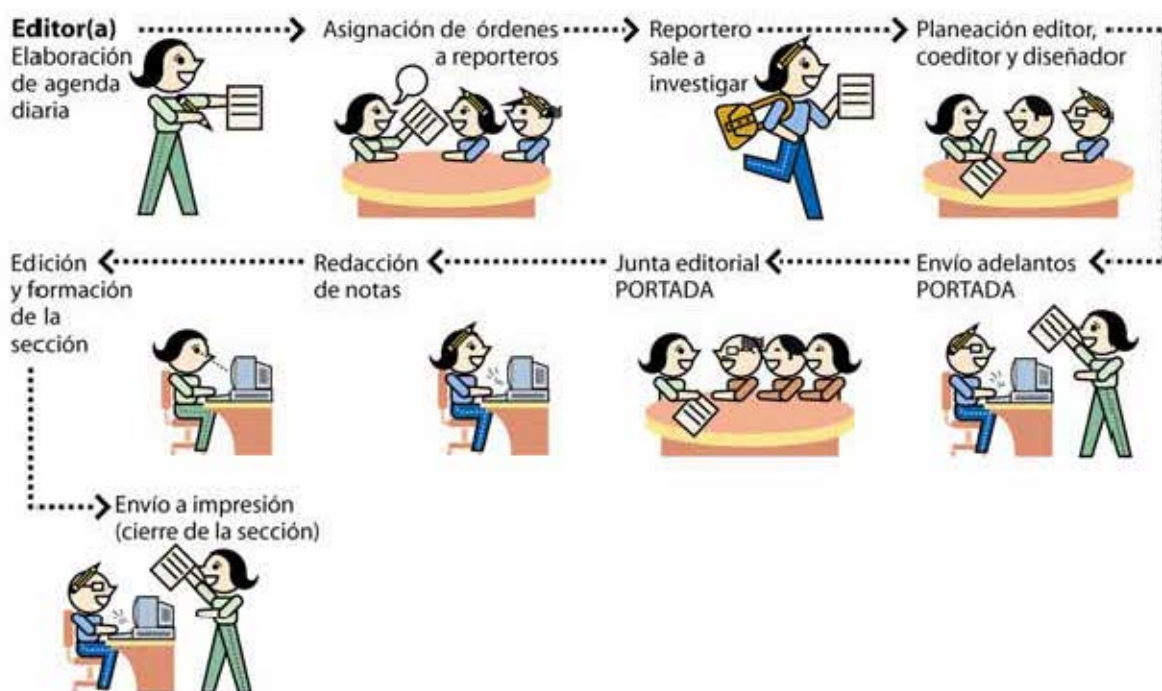 Editor(a)
Elaboración
de agenda
diaria
Asignación de órdenes
a reporteros
Reportero
sale a
investigar
Planeación editor,
coeditor y diseñador
Envío adelantos
PORTADA
Junta editorial
PORTADA
Redacción
de notas
Edición
y formación
de la
sección
Envío a impresión
(cierre de la sección)